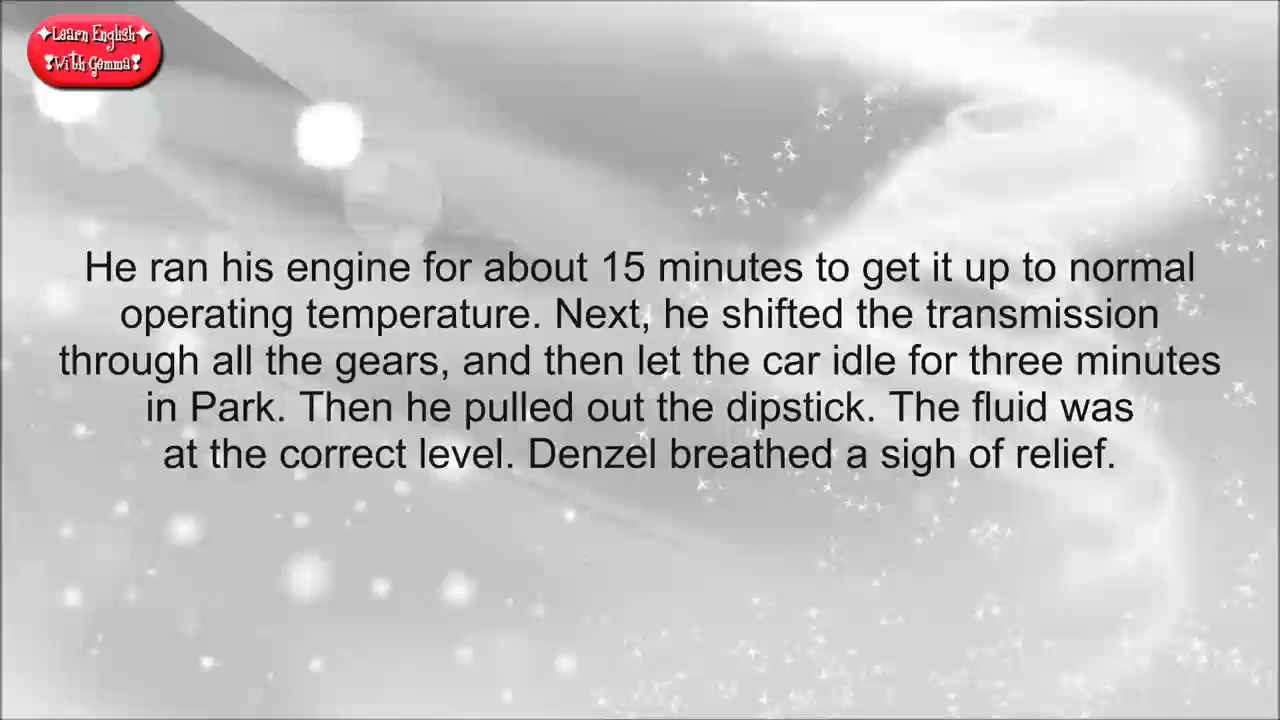 ✦Learn English✦
❣With Gemma❣
He ran his engine for about 15 minutes to get it up to normal
operating temperature. Next, he shifted the transmission
through all the gears, and then let the car idle for three minutes
in Park. Then he pulled out the dipstick. The fluid was
at the correct level. Denzel breathed a sigh of relief.